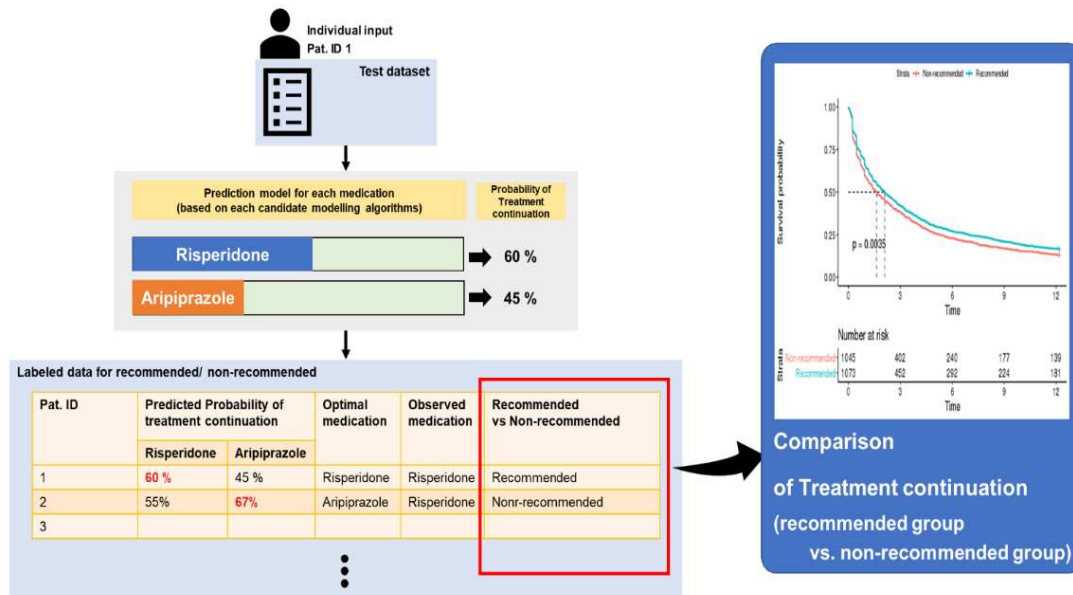 Individual input
Pat. ID 1
Test dataset
Prediction model for each medication
(based on each candidate modelling algorithms)
Probability of
Treatment
continuation
Risperidone
60 %
Aripiprazole
45 %
Labeled data for recommended/ non-recommended
Pat. ID
Predicted Probability of
treatment continuation
Optimal
medication
Observed
medication
Recommended
vs Non-recommended
Risperidone
Aripiprazole
1
60 %
45 %
Risperidone
Risperidone
Recommended
2
55%
67%
Aripiprazole
Risperidone
Nonr-recommended
3
Strata Non-recommended Recommended
Survival probability
1.00
0.75
0.50
0.25
0.00
p = 0.0035
0 3 6 9 12
Time
Number at risk
Strata
Non-recommended 1045 402 240 177 139
Recommended 1073 452 292 224 181
0 3 6 9 12
Time
Comparison
of Treatment continuation
(recommended group
vs. non-recommended group)